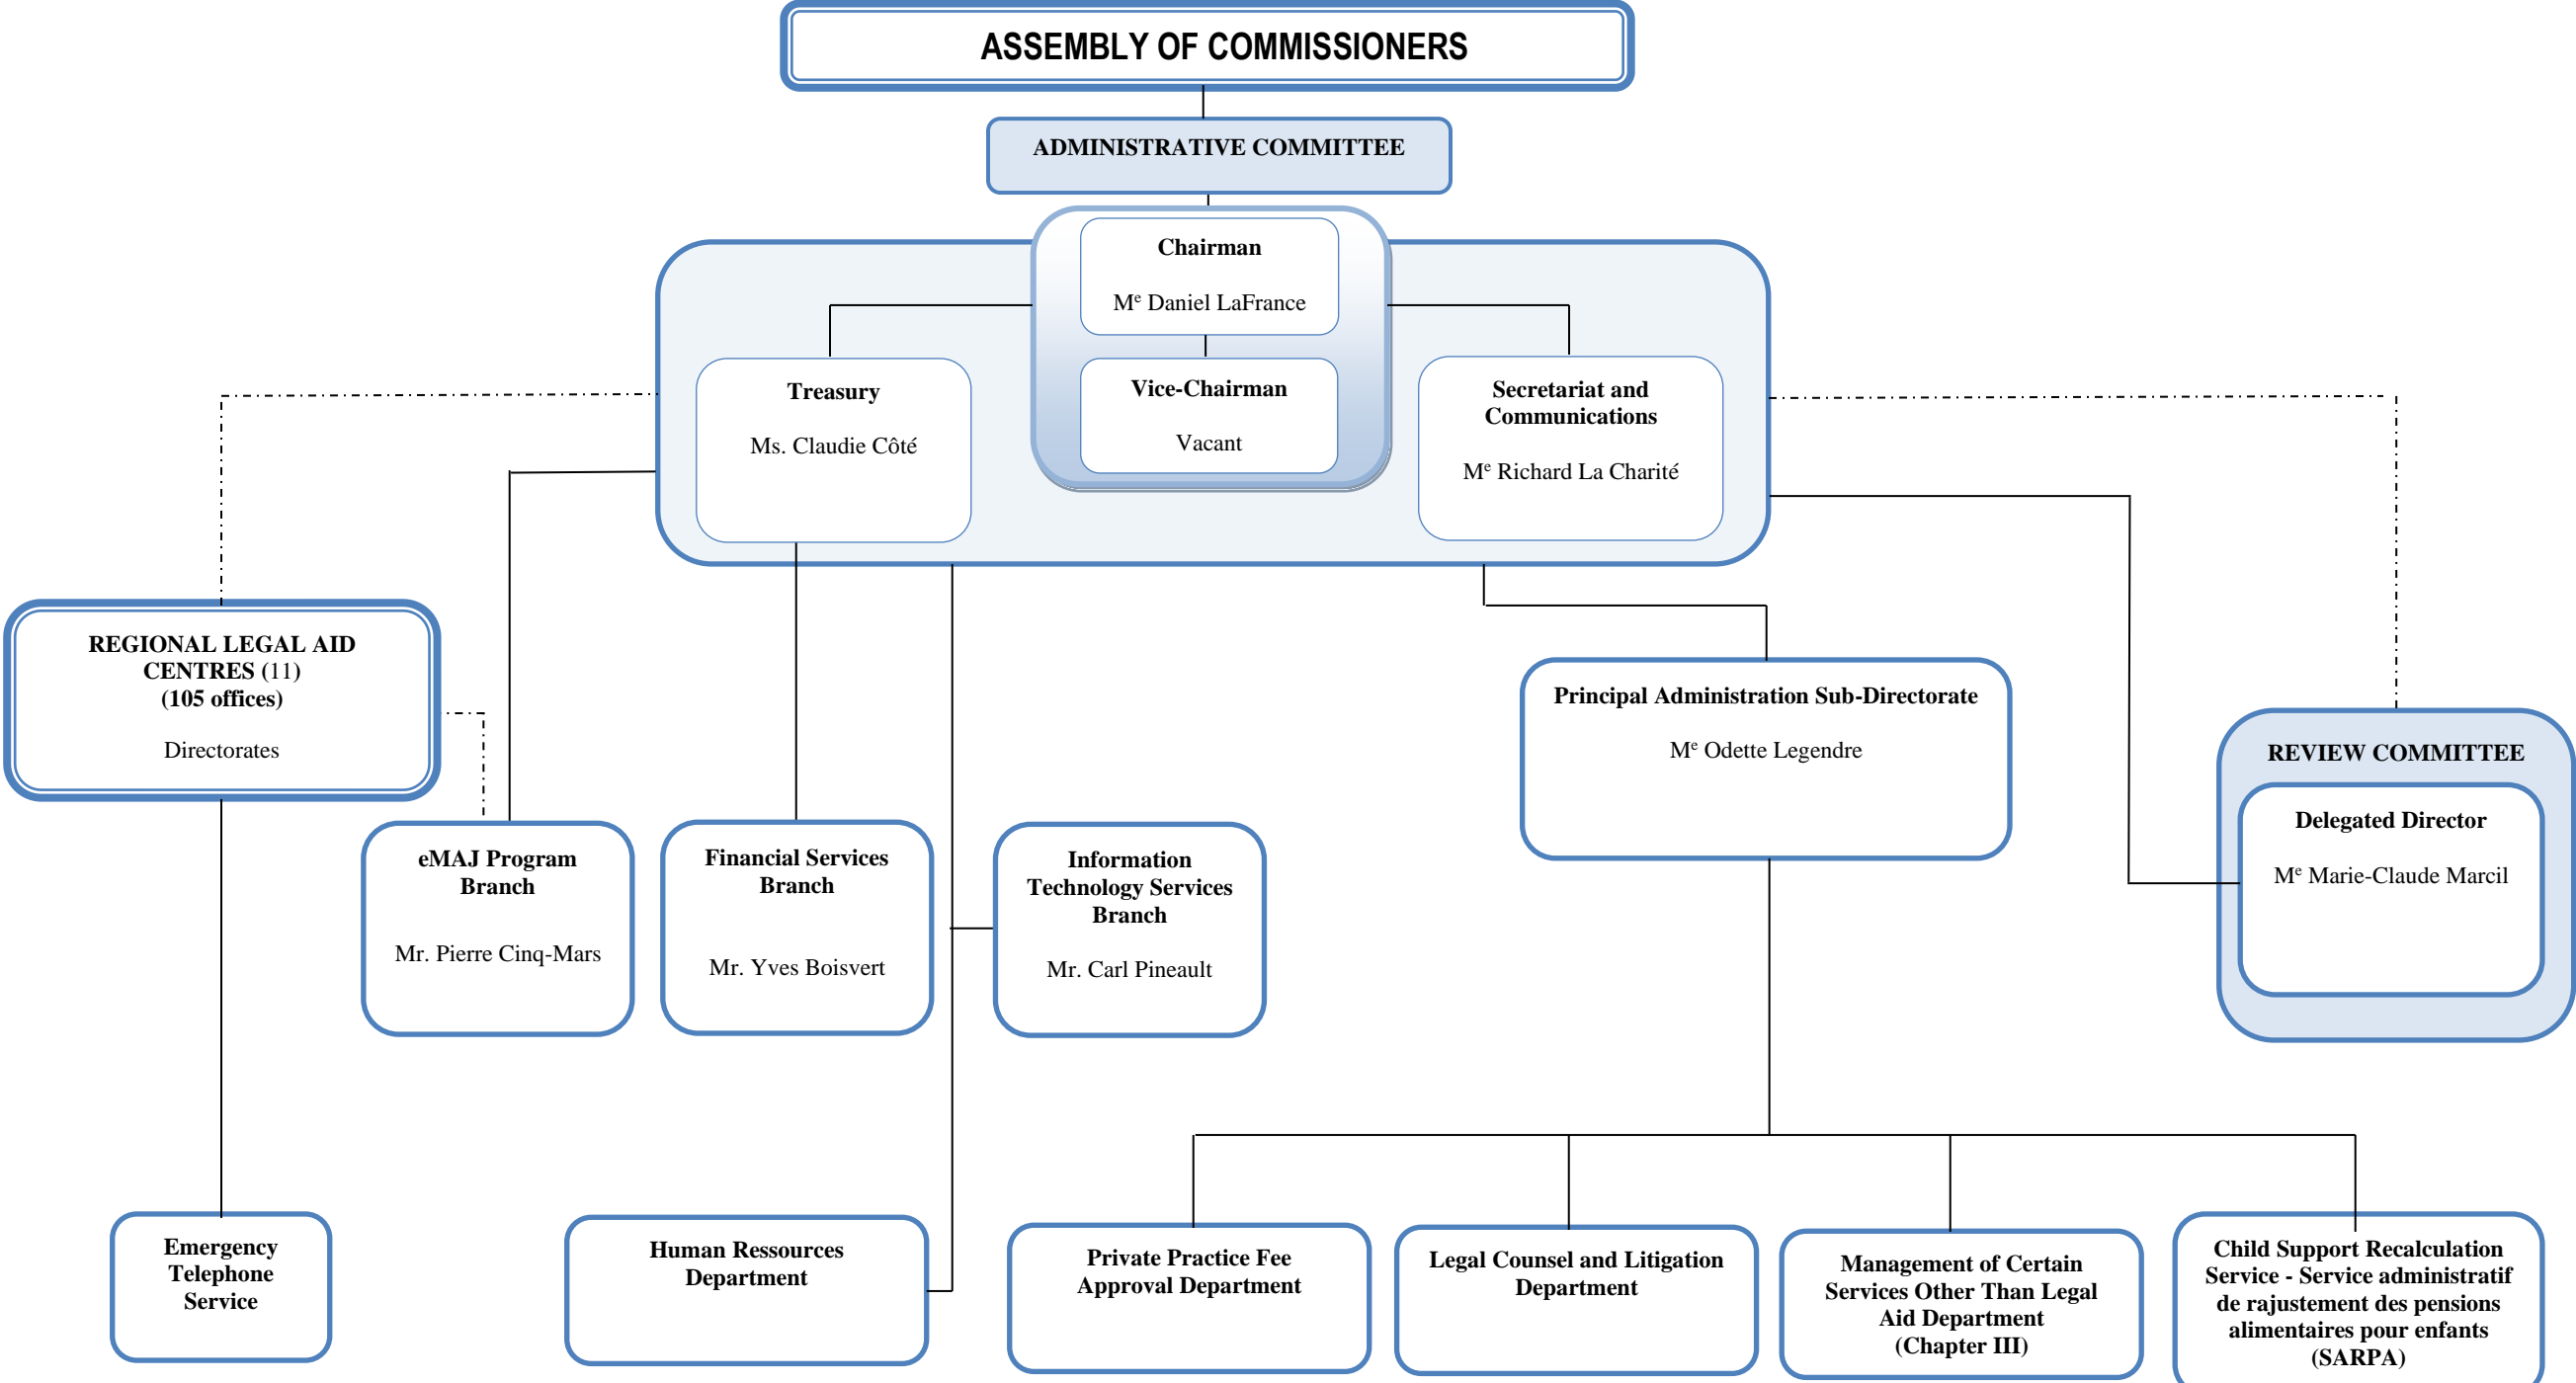 ASSEMBLY OF COMMISSIONERS
ADMINISTRATIVE COMMITTEE
Chairman
Mᵉ Daniel LaFrance
Vice-Chairman
Vacant
Treasury
Ms. Claudie Côté
Secretariat and
Communications
Mᵉ Richard La Charité
REGIONAL LEGAL AID
CENTRES (11)
(105 offices)
Directorates
Principal Administration Sub-Directorate
Mᵉ Odette Legendre
REVIEW COMMITTEE
Delegated Director
Mᵉ Marie-Claude Marcil
eMAJ Program
Branch
Mr. Pierre Cinq-Mars
Financial Services
Branch
Mr. Yves Boisvert
Information
Technology Services
Branch
Mr. Carl Pineault
Emergency
Telephone
Service
Human Ressources
Department
Private Practice Fee
Approval Department
Legal Counsel and Litigation
Department
Management of Certain
Services Other Than Legal
Aid Department
(Chapter III)
Child Support Recalculation
Service - Service administratif
de rajustement des pensions
alimentaires pour enfants
(SARPA)